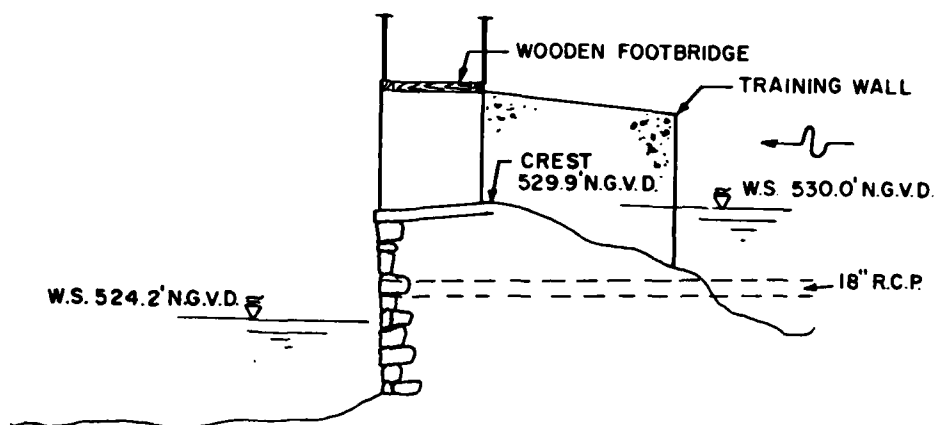 WOODEN FOOTBRIDGE
TRAINING WALL
CREST
529.9' N.G.V.D.
W.S. 530.0' N.G.V.D.
18" R.C.P.
W.S. 524.2' N.G.V.D.